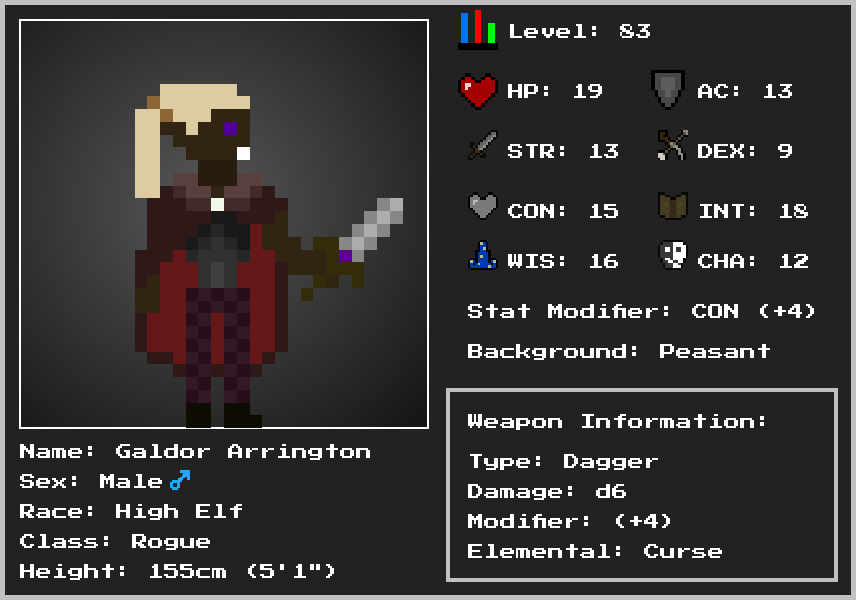 Level: 83
HP: 19 AC: 13
STR: 13 DEX: 9
CON: 15 INT: 18
WIS: 16 CHA: 12
Stat Modifier: CON (+4)
Background: Peasant
Weapon Information:
Type: Dagger
Damage: d6
Modifier: (+4)
Elemental: Curse
Name: Galdor Arrington
Sex: Male♂
Race: High Elf
Class: Rogue
Height: 155cm (5'1")